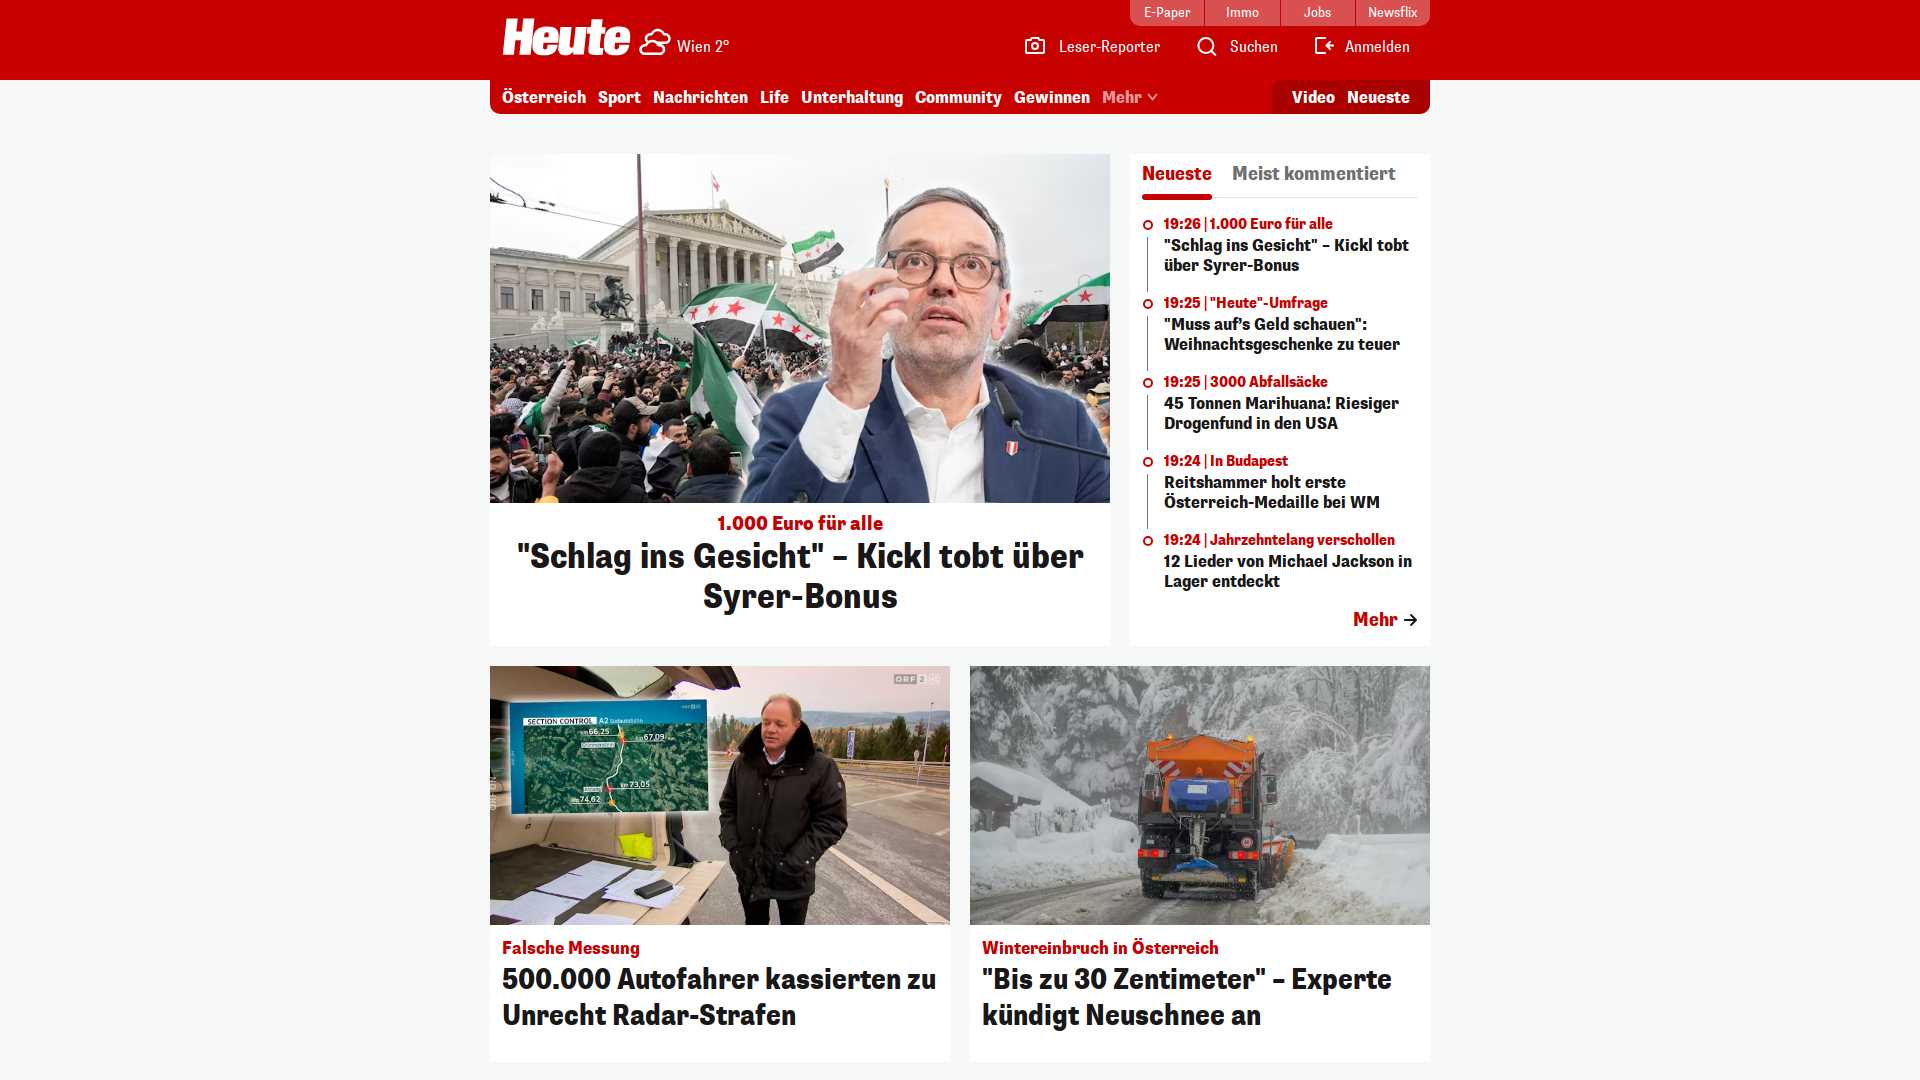 E-Paper
Immo
Jobs
Newsflix
Heute
Wien 2°
Leser-Reporter
Suchen
Anmelden
Österreich
Sport
Nachrichten
Life
Unterhaltung
Community
Gewinnen
Mehr
Video
Neueste
1.000 Euro für alle
"Schlag ins Gesicht" – Kickl tobt über
Syrer-Bonus
Neueste
Meist kommentiert
19:26 | 1.000 Euro für alle
"Schlag ins Gesicht" – Kickl tobt
über Syrer-Bonus
19:25 | "Heute"-Umfrage
"Muss auf’s Geld schauen":
Weihnachtsgeschenke zu teuer
19:25 | 3000 Abfallsäcke
45 Tonnen Marihuana! Riesiger
Drogenfund in den USA
19:24 | In Budapest
Reitshammer holt erste
Österreich-Medaille bei WM
19:24 | Jahrzehntelang verschollen
12 Lieder von Michael Jackson in
Lager entdeckt
Mehr
ORF 2
SECTION CONTROL A2
km 66,25
km 67,09
km 73,05
km 74,62
Falsche Messung
500.000 Autofahrer kassierten zu
Unrecht Radar-Strafen
Wintereinbruch in Österreich
"Bis zu 30 Zentimeter" – Experte
kündigt Neuschnee an